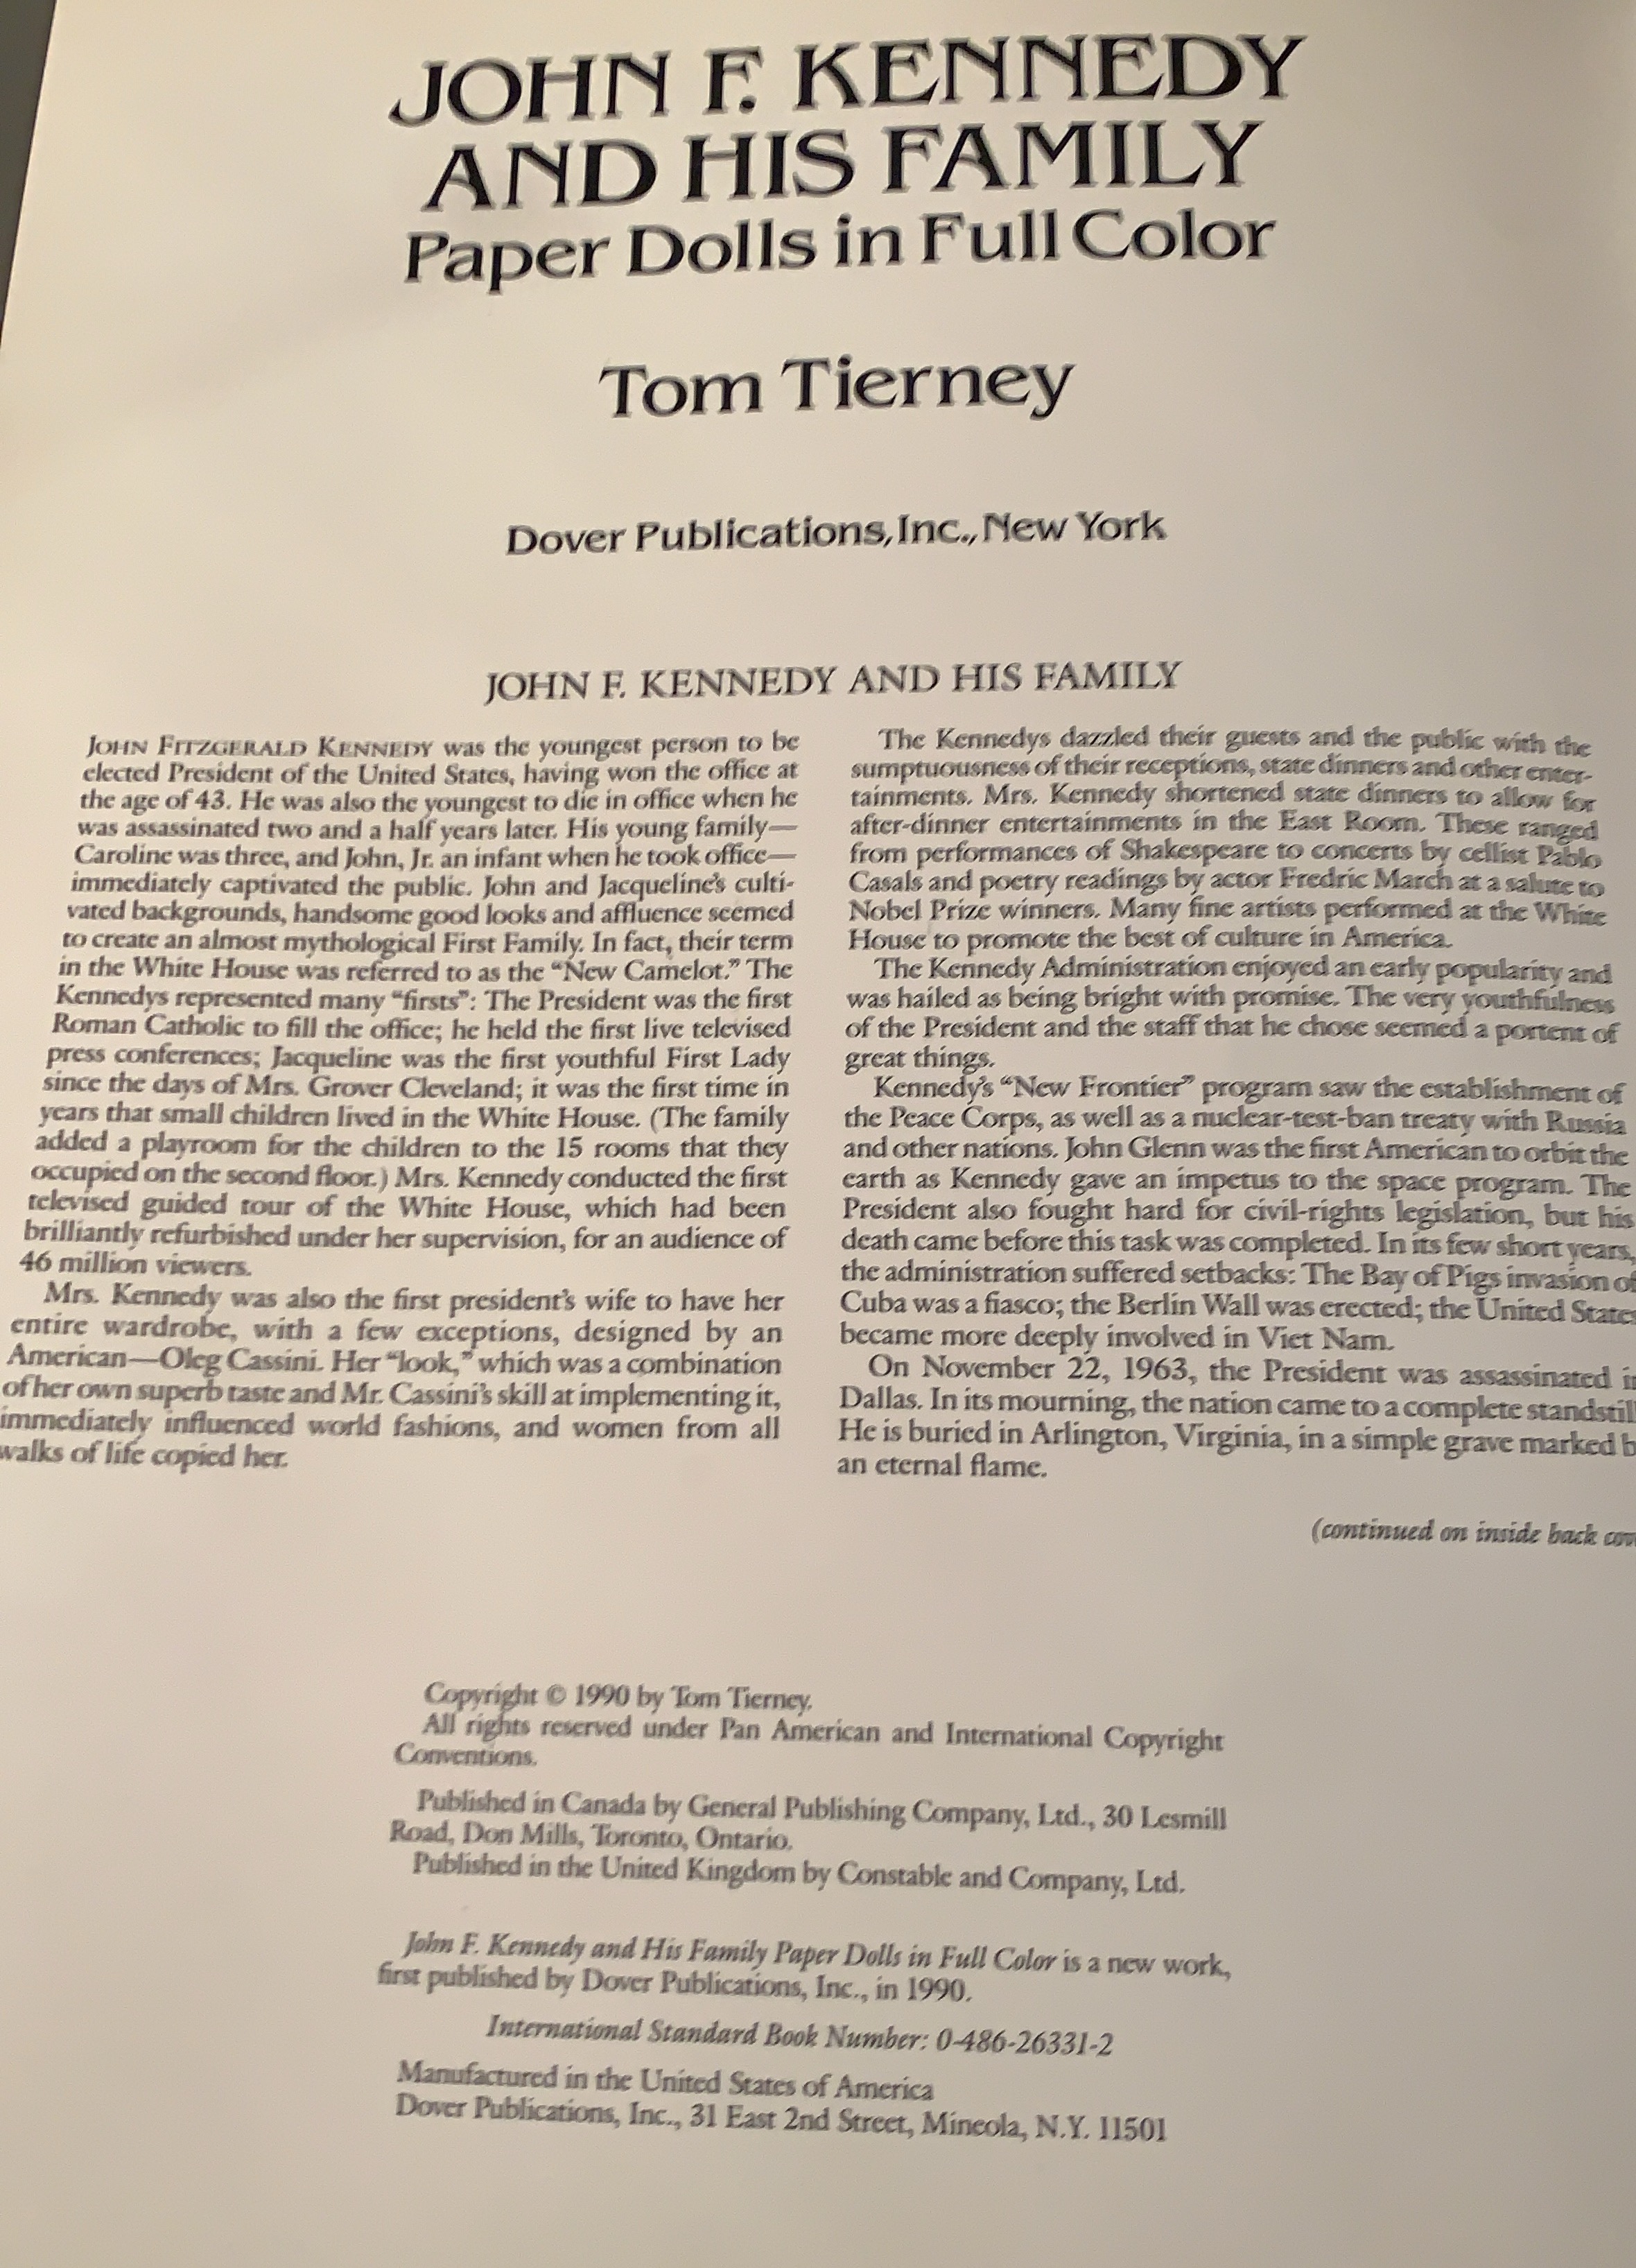 JOHN F. KENNEDY
AND HIS FAMILY
Paper Dolls in Full Color
Tom Tierney
Dover Publications, Inc., New York
JOHN F. KENNEDY AND HIS FAMILY
JOHN FITZGERALD KENNEDY was the youngest person to be
elected President of the United States, having won the office at
the age of 43. He was also the youngest to die in office when he
was assassinated two and a half years later. His young family—
Caroline was three, and John, Jr. an infant when he took office—
immediately captivated the public. John and Jacqueline's culti-
vated backgrounds, handsome good looks and affluence seemed
to create an almost mythological First Family. In fact, their term
in the White House was referred to as the "New Camelot." The
Kennedys represented many "firsts": The President was the first
Roman Catholic to fill the office; he held the first live televised
press conferences; Jacqueline was the first youthful First Lady
since the days of Mrs. Grover Cleveland; it was the first time in
years that small children lived in the White House. (The family
added a playroom for the children to the 15 rooms that they
occupied on the second floor.) Mrs. Kennedy conducted the first
televised guided tour of the White House, which had been
brilliantly refurbished under her supervision, for an audience of
46 million viewers.
Mrs. Kennedy was also the first president's wife to have her
entire wardrobe, with a few exceptions, designed by an
American—Oleg Cassini. Her "look," which was a combination
of her own superb taste and Mr. Cassini's skill at implementing it,
immediately influenced world fashions, and women from all
walks of life copied her.
The Kennedys dazzled their guests and the public with the
sumptuousness of their receptions, state dinners and other enter-
tainments. Mrs. Kennedy shortened state dinners to allow for
after-dinner entertainments in the East Room. These ranged
from performances of Shakespeare to concerts by cellist Pablo
Casals and poetry readings by actor Fredric March at a salute to
Nobel Prize winners. Many fine artists performed at the White
House to promote the best of culture in America.
The Kennedy Administration enjoyed an early popularity and
was hailed as being bright with promise. The very youthfulness
of the President and the staff that he chose seemed a portent of
great things.
Kennedy's "New Frontier" program saw the establishment of
the Peace Corps, as well as a nuclear-test-ban treaty with Russia
and other nations. John Glenn was the first American to orbit the
earth as Kennedy gave an impetus to the space program. The
President also fought hard for civil-rights legislation, but his
death came before this task was completed. In its few short years,
the administration suffered setbacks: The Bay of Pigs invasion of
Cuba was a fiasco; the Berlin Wall was erected; the United States
became more deeply involved in Viet Nam.
On November 22, 1963, the President was assassinated in
Dallas. In its mourning, the nation came to a complete standstill
He is buried in Arlington, Virginia, in a simple grave marked b
an eternal flame.
(continued on inside back cov
Copyright © 1990 by Tom Tierney.
All rights reserved under Pan American and International Copyright
Conventions.
Published in Canada by General Publishing Company, Ltd., 30 Lesmill
Road, Don Mills, Toronto, Ontario.
Published in the United Kingdom by Constable and Company, Ltd.
John F. Kennedy and His Family Paper Dolls in Full Color is a new work,
first published by Dover Publications, Inc., in 1990.
International Standard Book Number: 0-486-26331-2
Manufactured in the United States of America
Dover Publications, Inc., 31 East 2nd Street, Mineola, N.Y. 11501